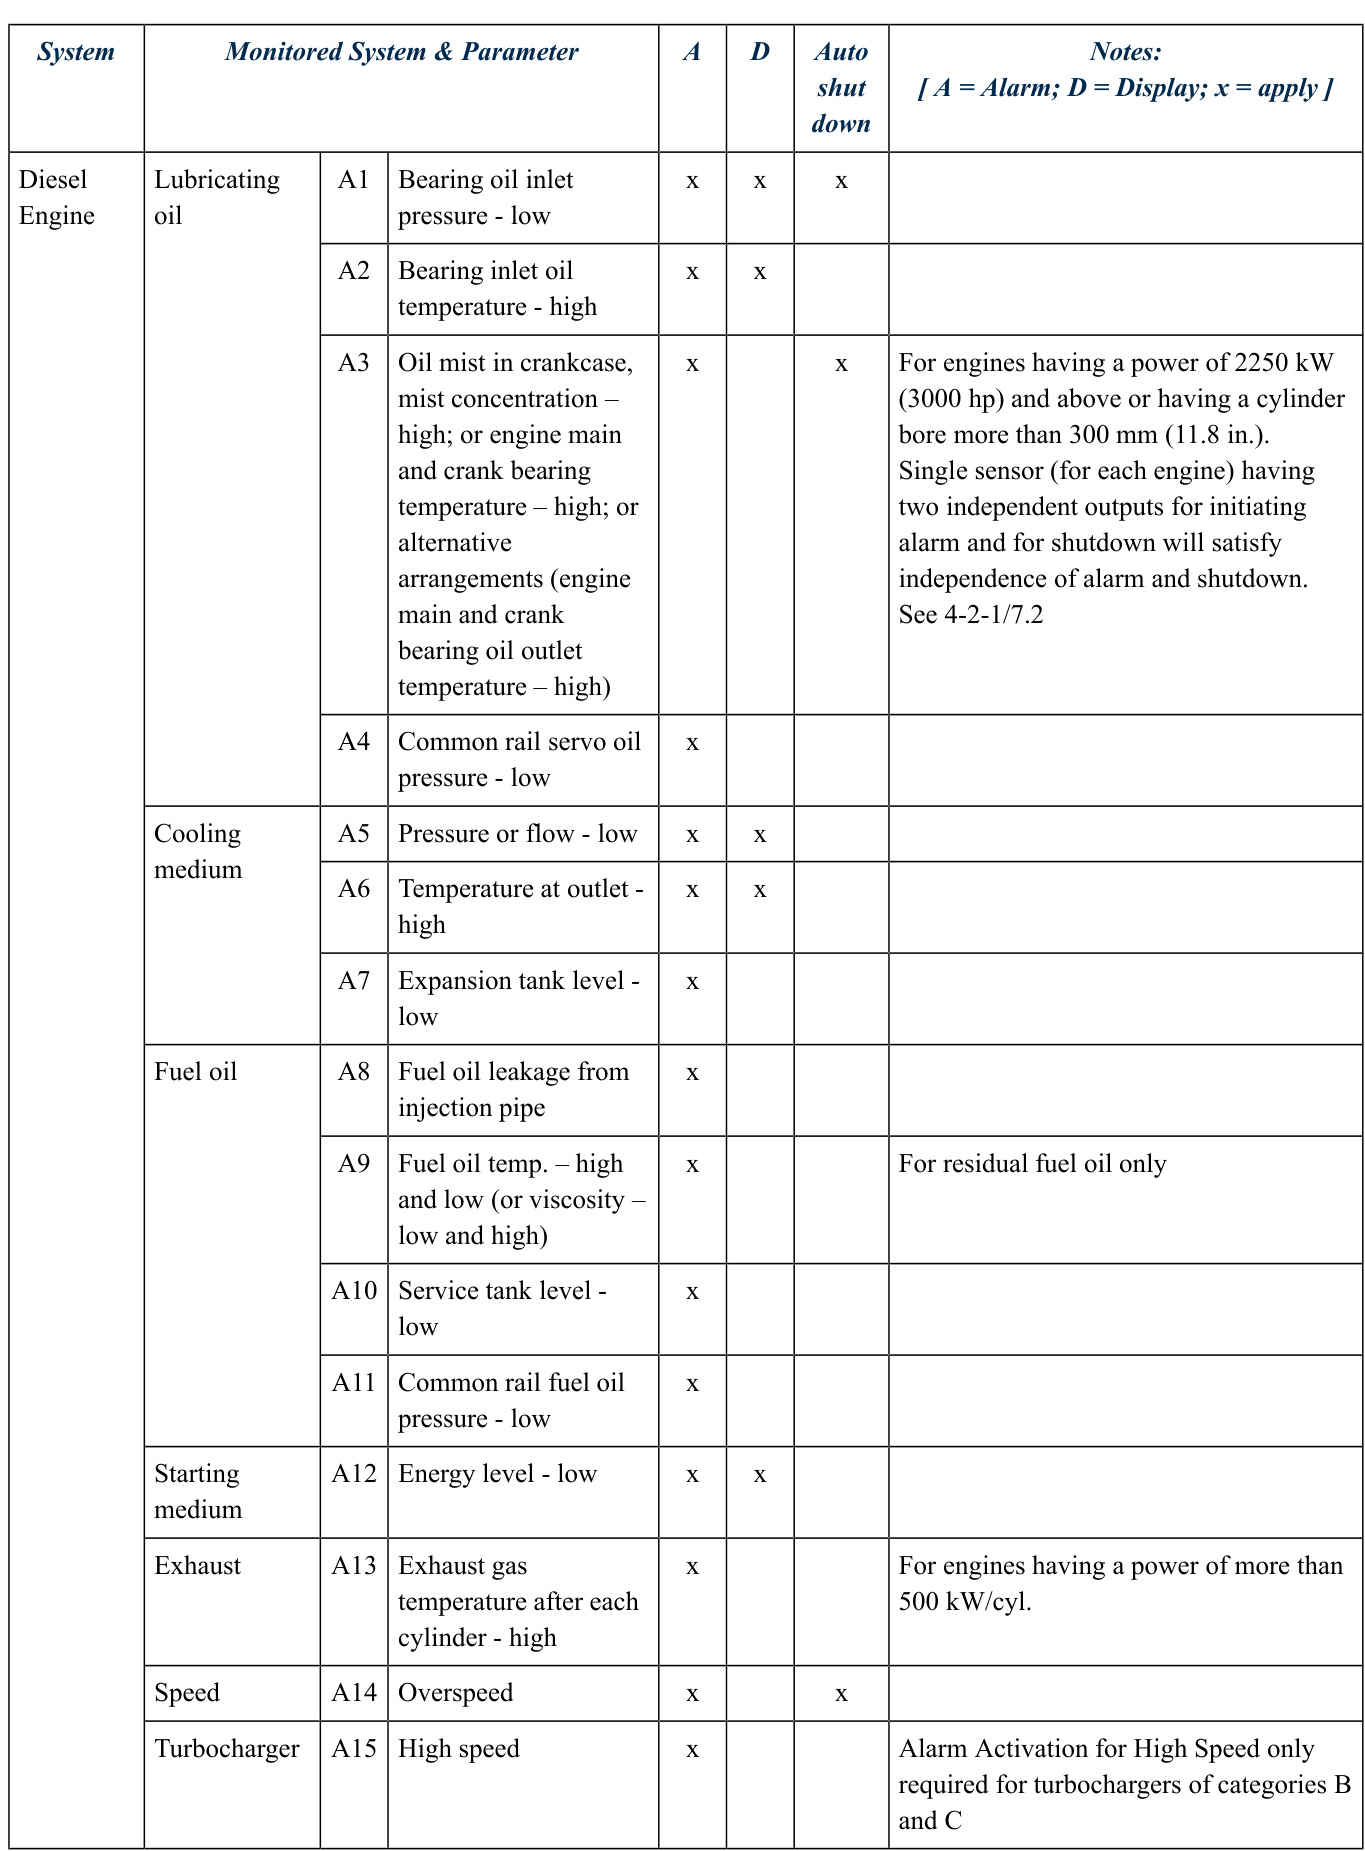 System
Monitored System & Parameter
A
D
Auto
shut
down
Notes:
[ A = Alarm; D = Display; x = apply ]
Diesel
Engine
Lubricating
oil
A1
Bearing oil inlet
pressure - low
x
x
x
A2
Bearing inlet oil
temperature - high
x
x
A3
Oil mist in crankcase,
mist concentration –
high; or engine main
and crank bearing
temperature – high; or
alternative
arrangements (engine
main and crank
bearing oil outlet
temperature – high)
x
x
For engines having a power of 2250 kW
(3000 hp) and above or having a cylinder
bore more than 300 mm (11.8 in.).
Single sensor (for each engine) having
two independent outputs for initiating
alarm and for shutdown will satisfy
independence of alarm and shutdown.
See 4-2-1/7.2
A4
Common rail servo oil
pressure - low
x
Cooling
medium
A5
Pressure or flow - low
x
x
A6
Temperature at outlet -
high
x
x
A7
Expansion tank level -
low
x
Fuel oil
A8
Fuel oil leakage from
injection pipe
x
A9
Fuel oil temp. – high
and low (or viscosity –
low and high)
x
For residual fuel oil only
A10
Service tank level -
low
x
A11
Common rail fuel oil
pressure - low
x
Starting
medium
A12
Energy level - low
x
x
Exhaust
A13
Exhaust gas
temperature after each
cylinder - high
x
For engines having a power of more than
500 kW/cyl.
Speed
A14
Overspeed
x
x
Turbocharger
A15
High speed
x
Alarm Activation for High Speed only
required for turbochargers of categories B
and C